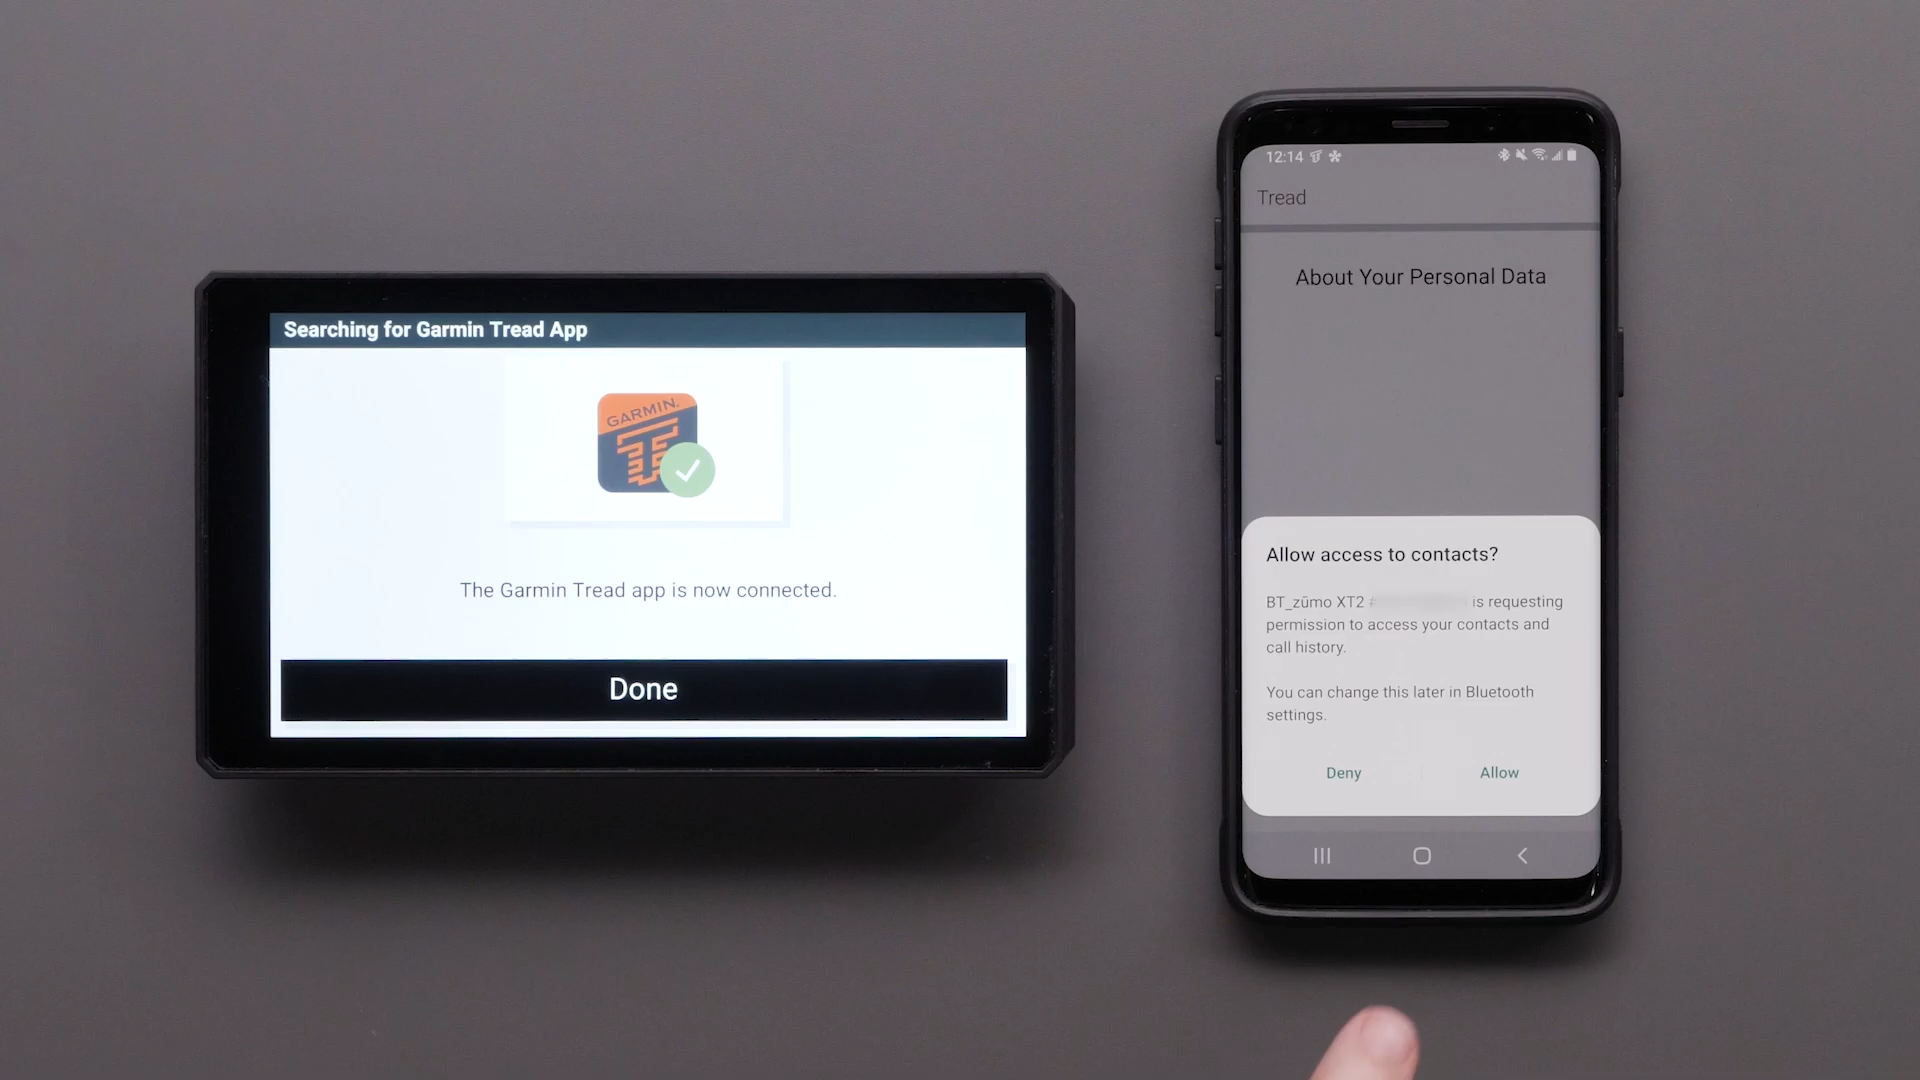 Searching for Garmin Tread App
GARMIN.
The Garmin Tread app is now connected.
Done
12:14
Tread
About Your Personal Data
Allow access to contacts?
BT_zūmo XT2 # is requesting
permission to access your contacts and
call history.
You can change this later in Bluetooth
settings.
Deny Allow